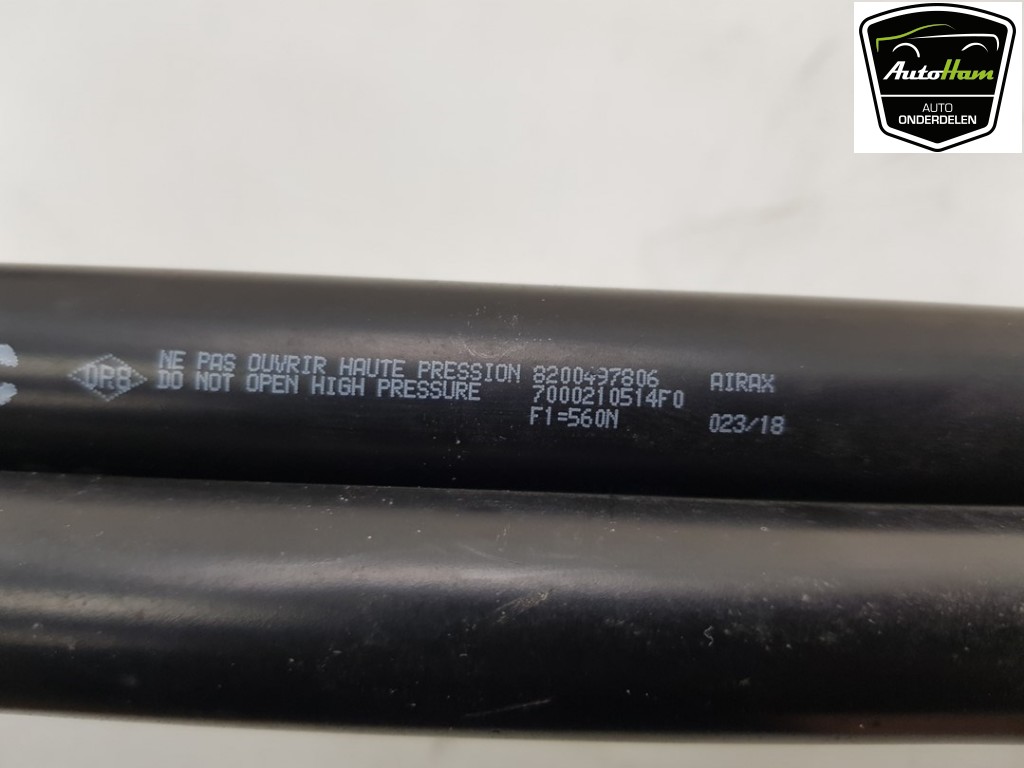 AutoHam
AUTO
ONDERDELEN
NE PAS OUVRIR HAUTE PRESSION 8200497806 AIRAX
DO NOT OPEN HIGH PRESSURE 7000210514F0
F1=560N 023/18